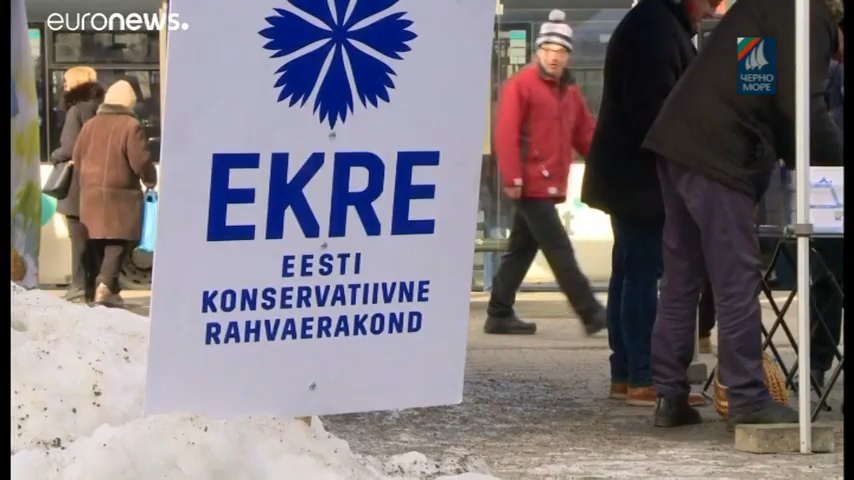 euronews.
ЧЕРНО
МОРЕ
EKRE
EESTI
KONSERVATIIVNE
RAHVAERAKOND